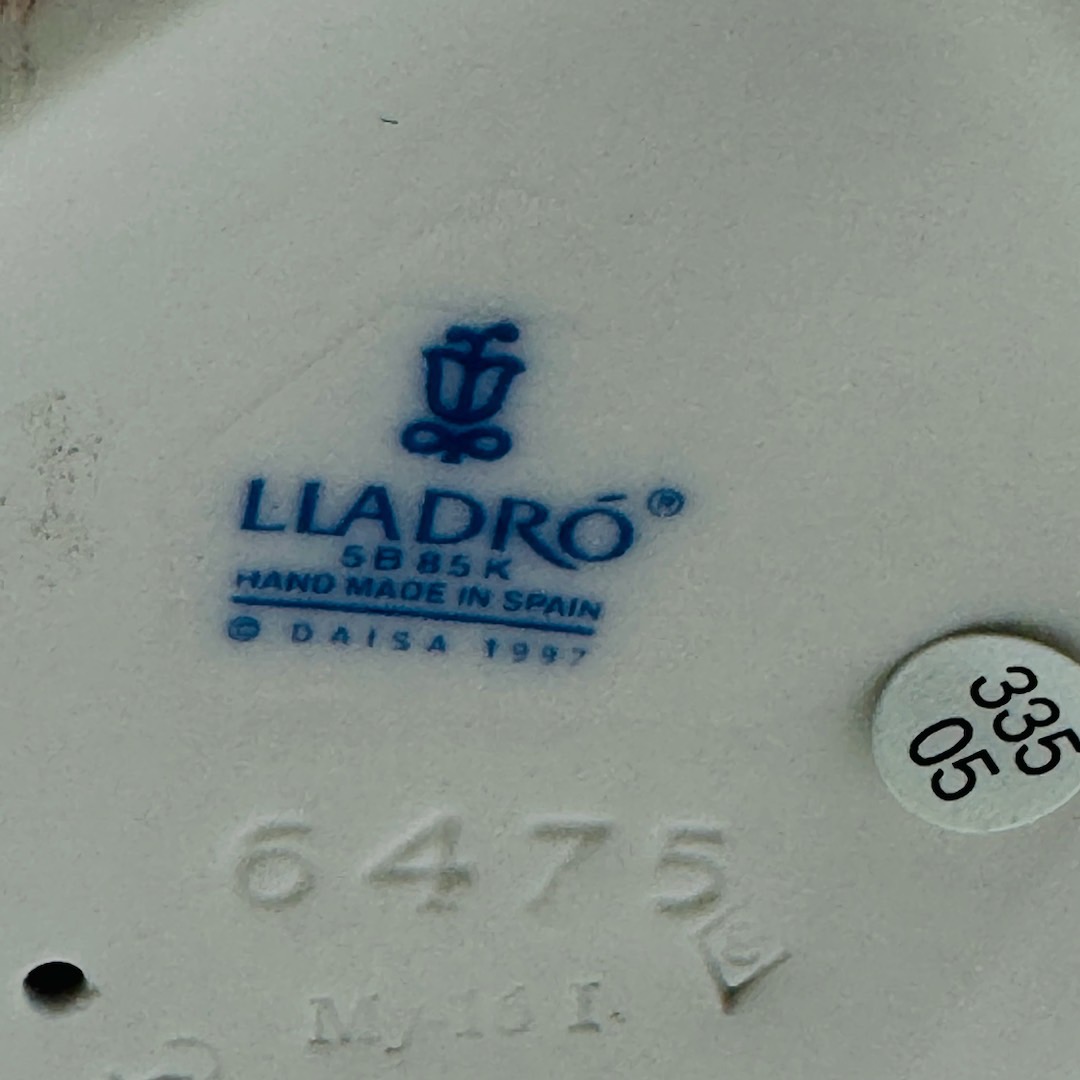 LLADRÓ®
5B85K
HAND MADE IN SPAIN
© DAISA 1997
335
05
6475